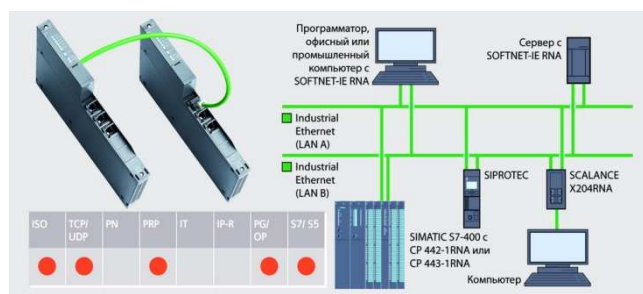 Программатор,
офисный или
промышленный
компьютер с
SOFTNET-IE RNA
Сервер с
SOFTNET-IE RNA
Industrial
Ethernet
(LAN A)
Industrial
Ethernet
(LAN B)
SIPROTEC
SCALANCE
X204RNA
SIMATIC S7-400 с
CP 442-1RNA или
CP 443-1RNA
Компьютер
ISO TCP/ UDP PN PRP IT IP-R PG/ OP S7/ S5